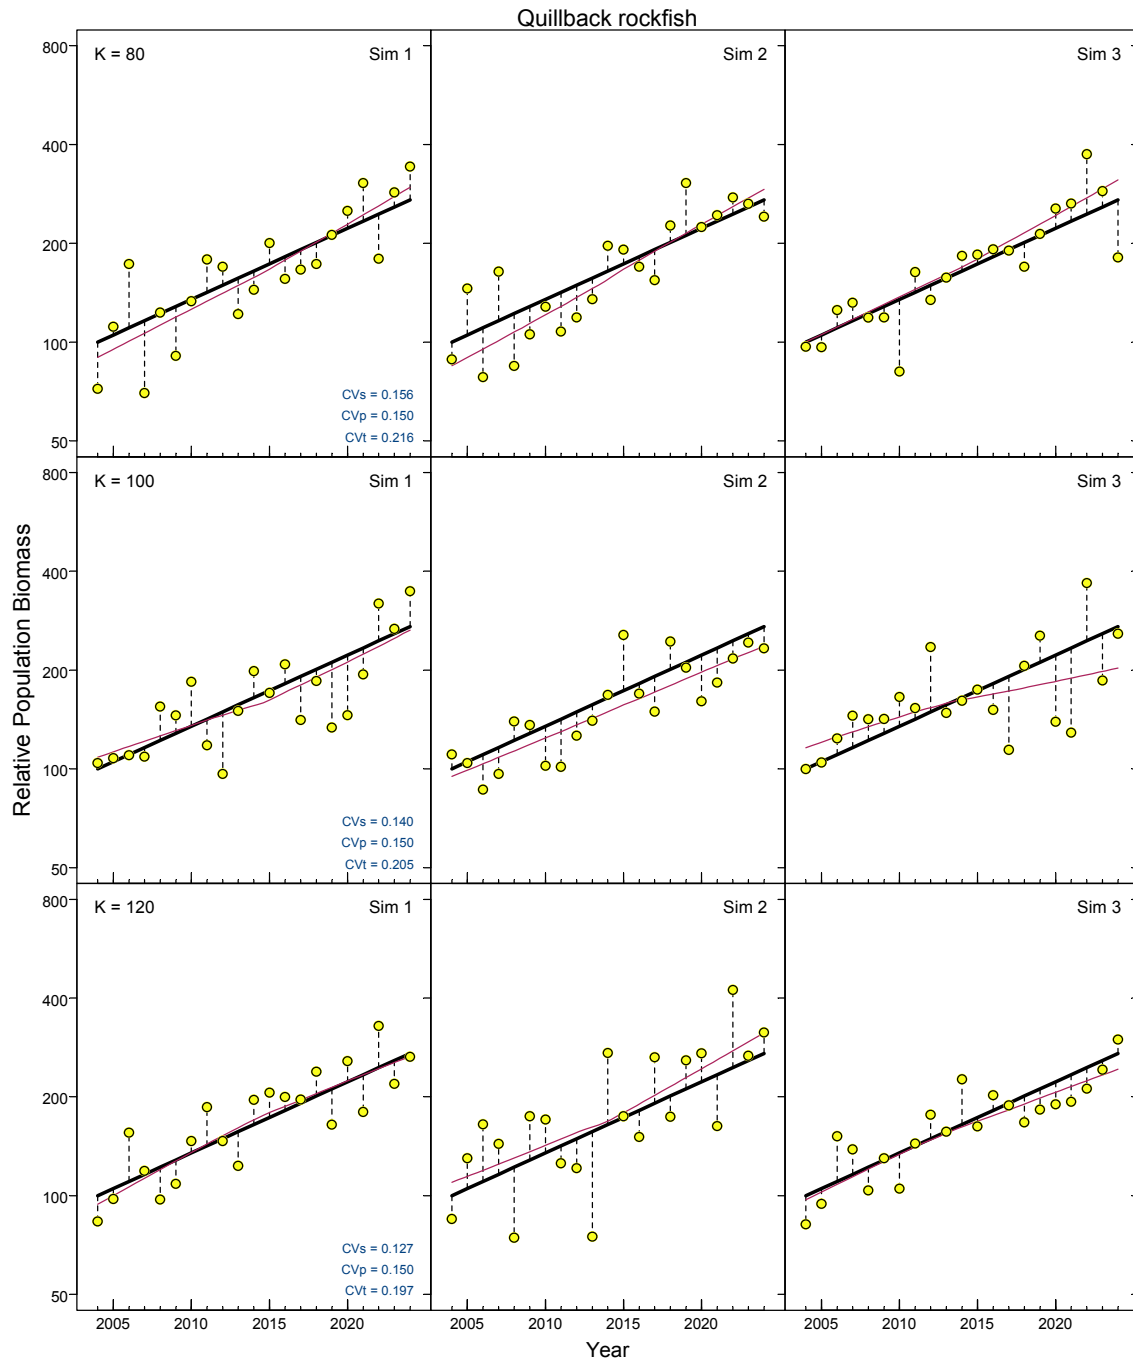 Quillback rockfish
K = 80 Sim 1 Sim 2 Sim 3
800
400
200
100
50
CVs = 0.156
CVp = 0.150
CVt = 0.216
K = 100 Sim 1 Sim 2 Sim 3
800
400
200
100
50
CVs = 0.140
CVp = 0.150
CVt = 0.205
Relative Population Biomass
K = 120 Sim 1 Sim 2 Sim 3
800
400
200
100
50
CVs = 0.127
CVp = 0.150
CVt = 0.197
2005 2010 2015 2020 2005 2010 2015 2020 2005 2010 2015 2020
Year